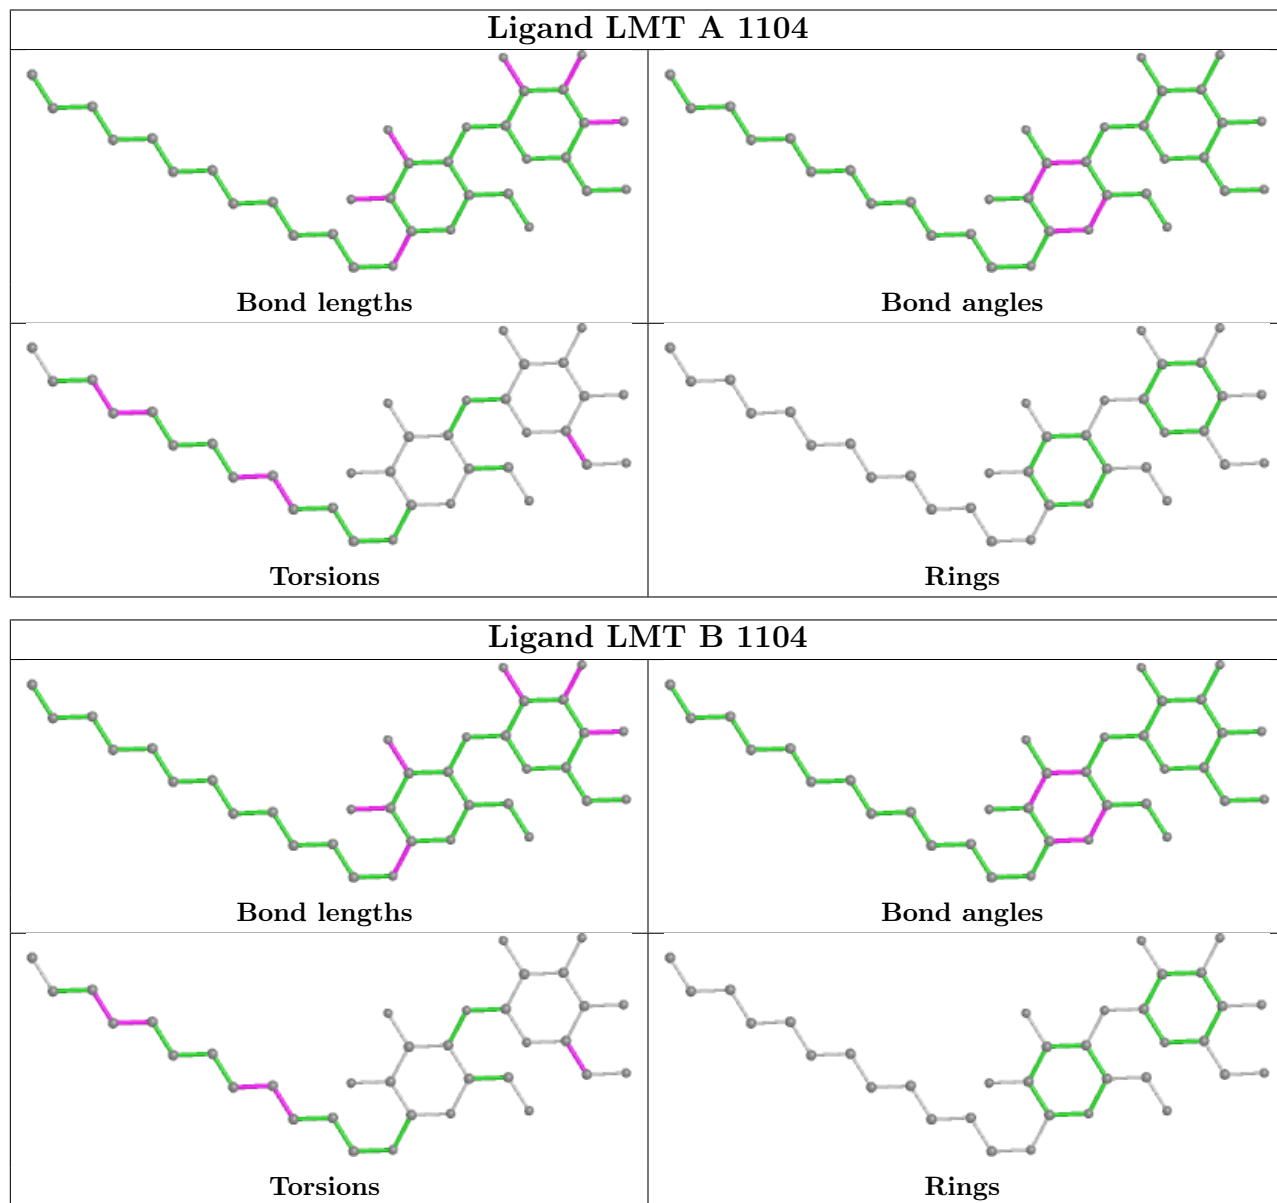 Ligand LMT A 1104
Bond lengths
Bond angles
Torsions
Rings
Ligand LMT B 1104
Bond lengths
Bond angles
Torsions
Rings